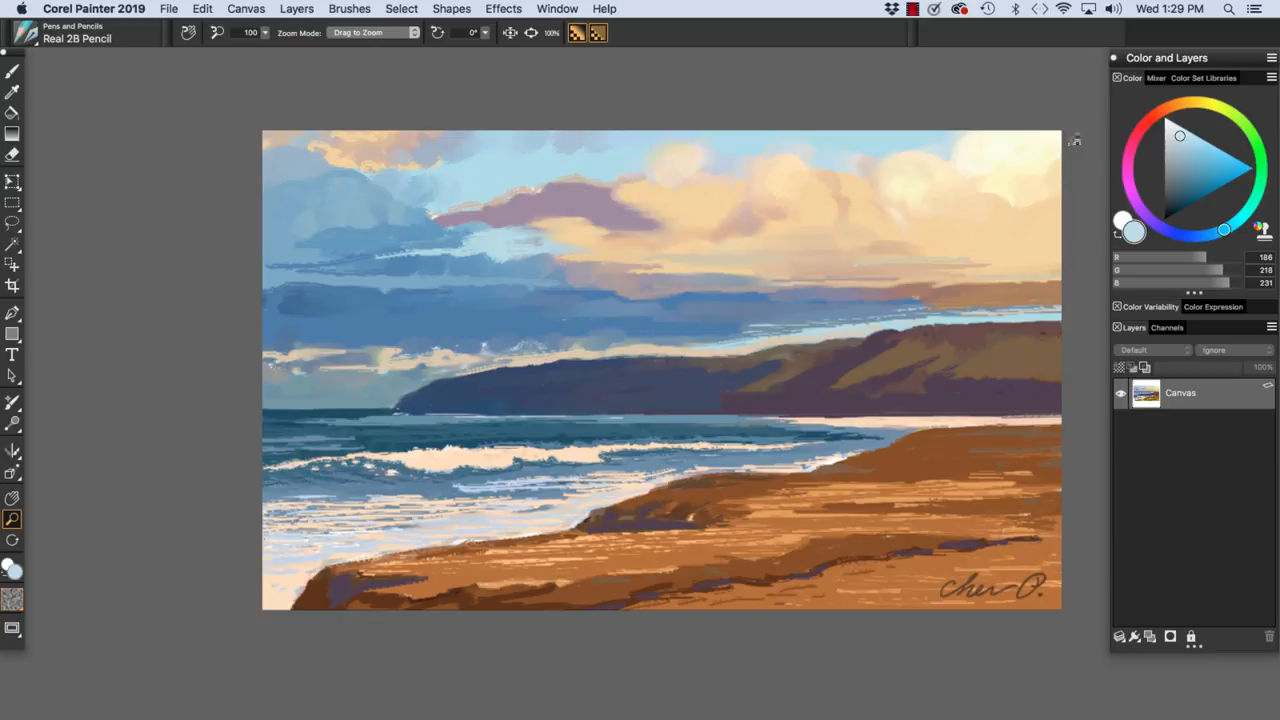 Corel Painter 2019 File Edit Canvas Layers Brushes Select Shapes Effects Window Help Wed 1:29 PM
Pens and Pencils
Real 2B Pencil
100 Zoom Mode: Drag to Zoom 0° 100%
Color and Layers
Color Mixer Color Set Libraries
R 186
G 218
B 231
Color Variability Color Expression
Layers Channels
Default Ignore
100%
Canvas
Cher P.